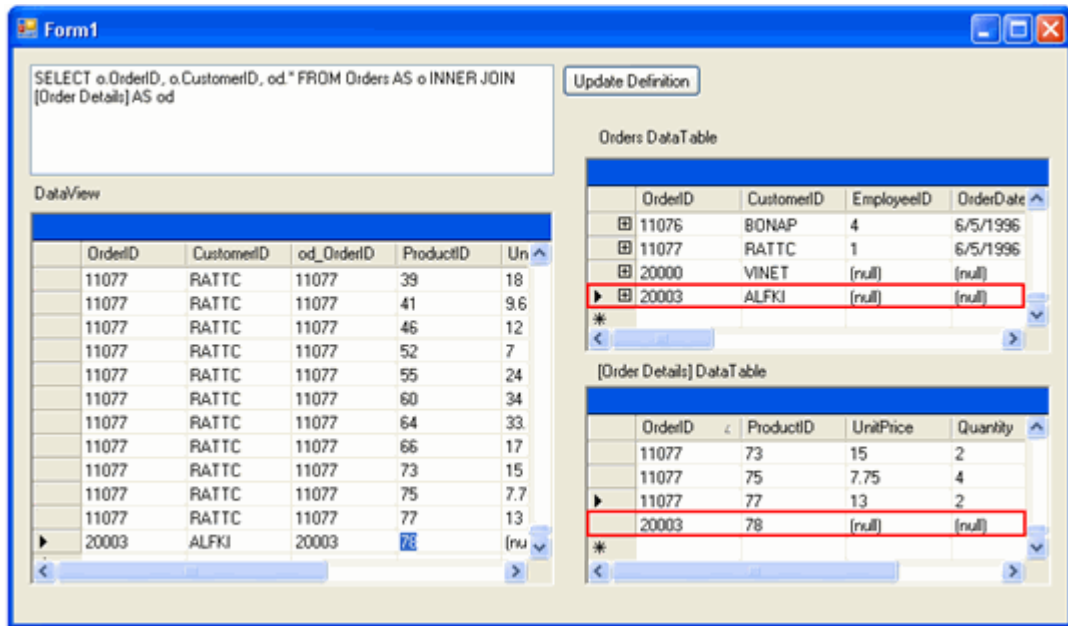 Form1
SELECT o.OrderID, o.CustomerID, od.* FROM Orders AS o INNER JOIN
[Order Details] AS od
Update Definition
DataView
OrderID CustomerID od_OrderID ProductID Un
11077 RATTC 11077 39 18
11077 RATTC 11077 41 9.6
11077 RATTC 11077 46 12
11077 RATTC 11077 52 7
11077 RATTC 11077 55 24
11077 RATTC 11077 60 34
11077 RATTC 11077 64 33.
11077 RATTC 11077 66 17
11077 RATTC 11077 73 15
11077 RATTC 11077 75 7.7
11077 RATTC 11077 77 13
20003 ALFKI 20003 78 (nu
Orders DataTable
OrderID CustomerID EmployeeID OrderDate
11076 BONAP 4 6/5/1996
11077 RATTC 1 6/5/1996
20000 VINET (null) (null)
20003 ALFKI (null) (null)
[Order Details] DataTable
OrderID ProductID UnitPrice Quantity
11077 73 15 2
11077 75 7.75 4
11077 77 13 2
20003 78 (null) (null)